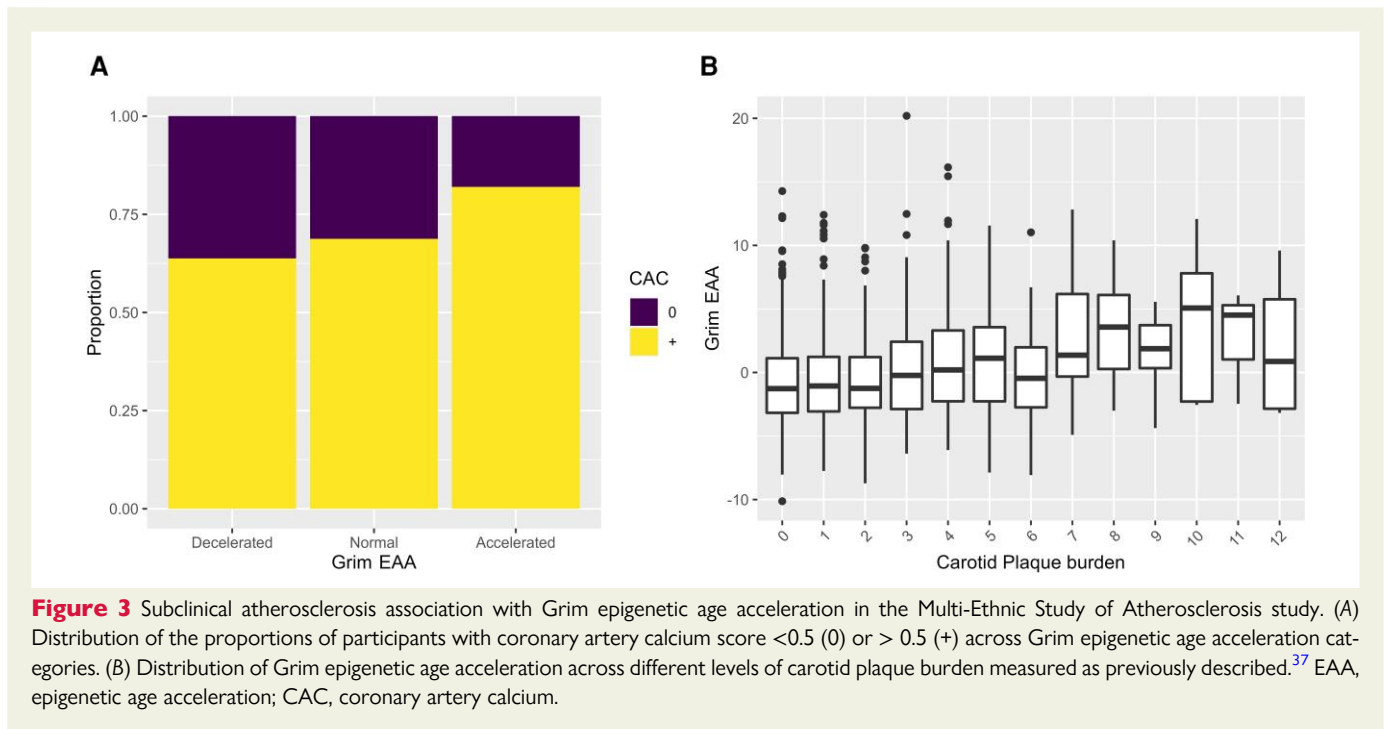 A
B
1.00
0.75
0.50
0.25
0.00
Proportion
Decelerated Normal Accelerated
Grim EAA
CAC
0
+
20
10
0
-10
Grim EAA
0 1 2 3 4 5 6 7 8 9 10 11 12
Carotid Plaque burden
Figure 3 Subclinical atherosclerosis association with Grim epigenetic age acceleration in the Multi-Ethnic Study of Atherosclerosis study. (A)
Distribution of the proportions of participants with coronary artery calcium score <0.5 (0) or > 0.5 (+) across Grim epigenetic age acceleration cat-
egories. (B) Distribution of Grim epigenetic age acceleration across different levels of carotid plaque burden measured as previously described.37 EAA,
epigenetic age acceleration; CAC, coronary artery calcium.